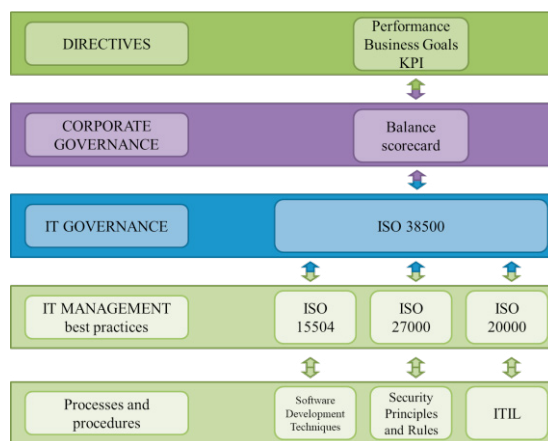 DIRECTIVES
Performance
Business Goals
KPI
CORPORATE
GOVERNANCE
Balance
scorecard
IT GOVERNANCE
ISO 38500
IT MANAGEMENT
best practices
ISO
15504
ISO
27000
ISO
20000
Processes and
procedures
Software
Development
Techniques
Security
Principles
and Rules
ITIL